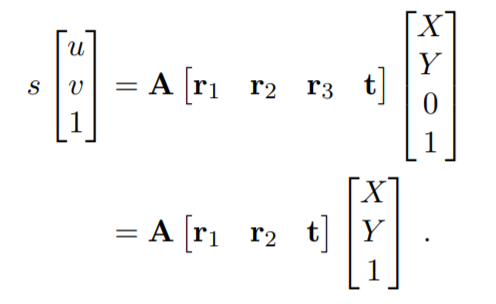 s [u v 1] = A [r1 r2 r3 t] [X Y 0 1]
= A [r1 r2 t] [X Y 1] .